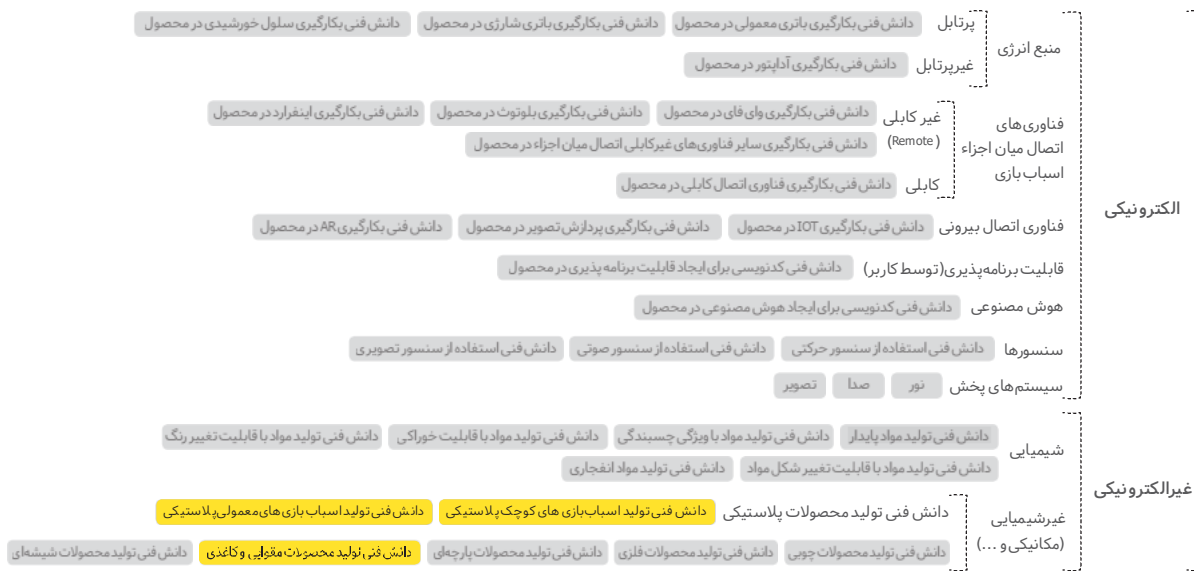 پرتابل دانش فنی بکارگیری باتری معمولی در محصول دانش فنی بکارگیری باتری شارژی در محصول دانش فنی بکارگیری سلول خورشیدی در محصول
منبع انرژی
غیرپرتابل دانش فنی بکارگیری آداپتور در محصول
غیر کابلی دانش فنی بکارگیری وای فای در محصول دانش فنی بکارگیری بلوتوث در محصول دانش فنی بکارگیری اینفرارد در محصول
فناوری‌های
(Remote) دانش فنی بکارگیری سایر فناوری‌های غیرکابلی اتصال میان اجزاء در محصول
اتصال میان اجزاء
اسباب بازی
کابلی دانش فنی بکارگیری فناوری اتصال کابلی در محصول
الکترونیکی
فناوری اتصال بیرونی دانش فنی بکارگیری IOT در محصول دانش فنی بکارگیری پردازش تصویر در محصول دانش فنی بکارگیری AR در محصول
قابلیت برنامه‌پذیری(توسط کاربر) دانش فنی کدنویسی برای ایجاد قابلیت برنامه پذیری در محصول
هوش مصنوعی دانش فنی کدنویسی برای ایجاد هوش مصنوعی در محصول
سنسورها دانش فنی استفاده از سنسور حرکتی دانش فنی استفاده از سنسور صوتی دانش فنی استفاده از سنسور تصویری
سیستم‌های پخش نور صدا تصویر
شیمیایی دانش فنی تولید مواد پایدار دانش فنی تولید مواد با ویژگی چسبندگی دانش فنی تولید مواد با قابلیت خوراکی دانش فنی تولید مواد با قابلیت تغییر رنگ
دانش فنی تولید مواد با قابلیت تغییر شکل مواد دانش فنی تولید مواد انفجاری
غیرالکترونیکی
غیرشیمیایی
(مکانیکی و ...)
دانش فنی تولید محصولات پلاستیکی دانش فنی تولید اسباب‌بازی های کوچک پلاستیکی دانش فنی تولید اسباب بازی های معمولی پلاستیکی
دانش فنی تولید محصولات چوبی دانش فنی تولید محصولات فلزی دانش فنی تولید محصولات پارچه‌ای دانش فنی تولید محصولات مقوایی و کاغذی دانش فنی تولید محصولات شیشه‌ای